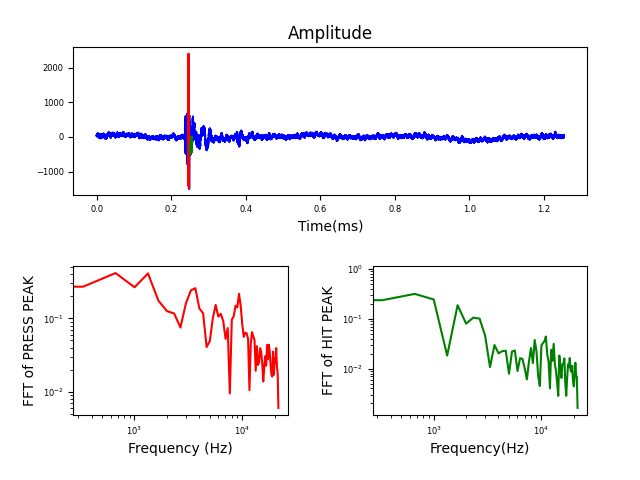 Amplitude
2000
1000
0
−1000
0.0 0.2 0.4 0.6 0.8 1.0 1.2
Time(ms)
FFT of PRESS PEAK
10⁻¹
10⁻²
10³ 10⁴
Frequency (Hz)
FFT of HIT PEAK
10⁰
10⁻¹
10⁻²
10³ 10⁴
Frequency(Hz)